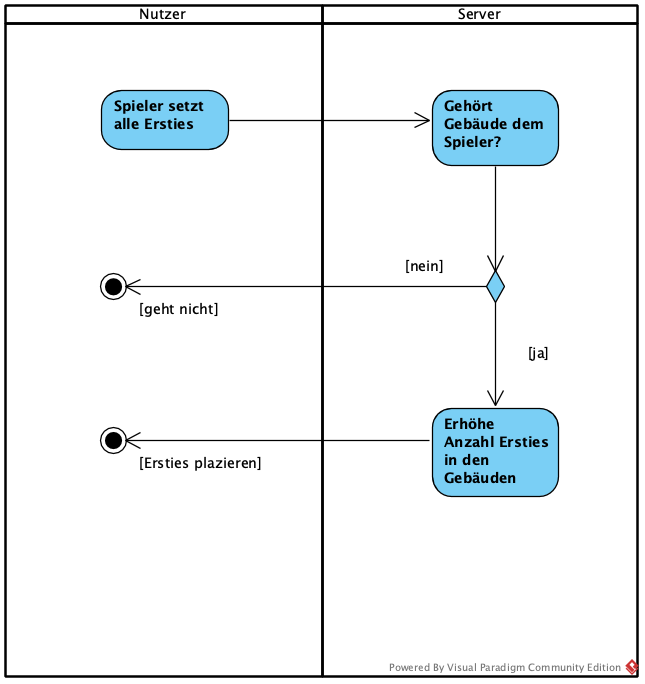 Nutzer
Server
Spieler setzt
alle Ersties
Gehört
Gebäude dem
Spieler?
[nein]
[geht nicht]
[ja]
Erhöhe
Anzahl Ersties
in den
Gebäuden
[Ersties plazieren]
Powered By Visual Paradigm Community Edition